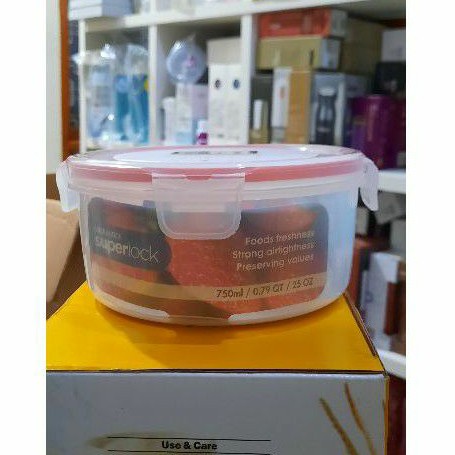 superlock
Foods freshness
Strong airtightness
Preserving values
750ml / 0.79 QT / 25 OZ
Use & Care